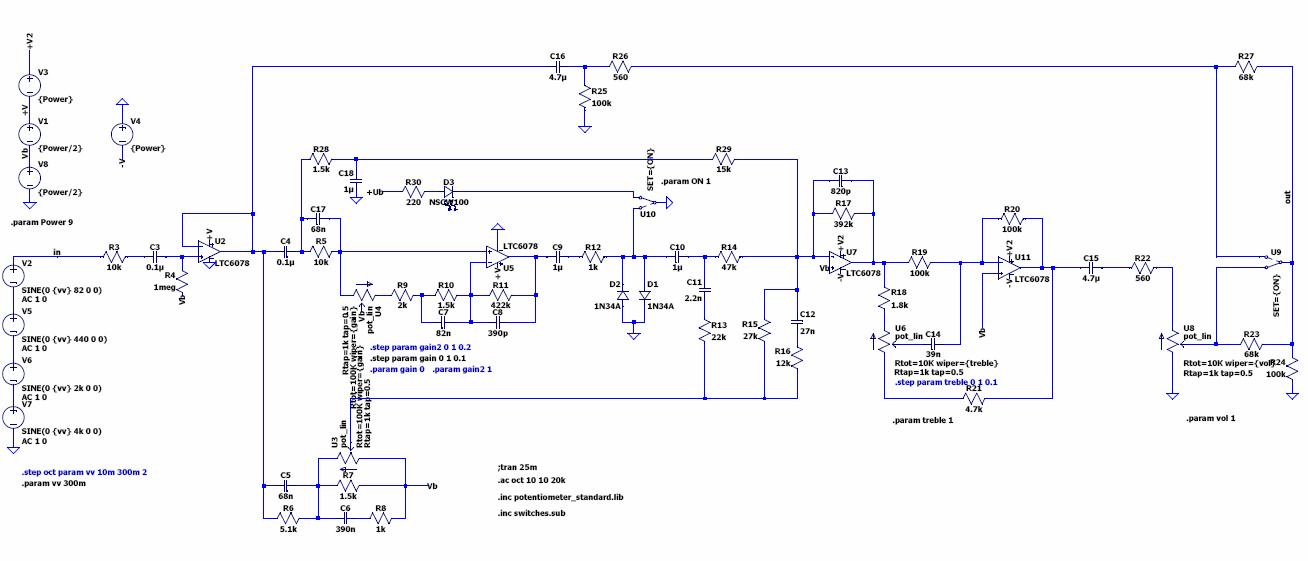 +V2
V3
{Power}
+V
V1
{Power/2}
Vb
V8
{Power/2}
.param Power 9
V4
{Power}
-V
in
V2
SINE(0 {vv} 82 0 0)
AC 1 0
V5
SINE(0 {vv} 440 0 0)
AC 1 0
V6
SINE(0 {vv} 2k 0 0)
AC 1 0
V7
SINE(0 {vv} 4k 0 0)
AC 1 0
.step oct param vv 10m 300m 2
.param vv 300m
R3
10k
C3
0.1µ
R4
1meg
Vb
+V
U2
LTC6078
C16
4.7µ
R25
100k
R26
560
R27
68k
R28
1.5k
C18
1µ
R29
15k
+Ub
R30
220
D3
NSCW100
SET={ON}
.param ON 1
U10
C17
68n
C4
0.1µ
R5
10k
LTC6078
U5
+V
C9
1µ
R12
1k
D2
1N34A
D1
1N34A
C10
1µ
R14
47k
C11
2.2n
R13
22k
R15
27k
C12
27n
R16
12k
U4
pot_lin
Vb
Rtot=100K wiper={gain}
Rtap=1k tap=0.5
R9
2k
R10
1.5k
C7
82n
R11
422k
C8
390p
.step param gain2 0 1 0.2
.step param gain 0 1 0.1
.param gain 0
.param gain2 1
U3
pot_lin
Rtot=100K wiper={gain}
Rtap=1k tap=0.5
R7
1.5k
Vb
C5
68n
R6
5.1k
C6
390n
R8
1k
;tran 25m
.ac oct 10 10 20k
.inc potentiometer_standard.lib
.inc switches.sub
C13
820p
R17
392k
+V2
U7
Vb
LTC6078
-V
R19
100k
R18
1.8k
U6
pot_lin
C14
39n
Rtot=10K wiper={treble}
Rtap=1k tap=0.5
.step param treble 0 1 0.1
R21
4.7k
.param treble 1
R20
100k
+V2
U11
LTC6078
-V
Vb
C15
4.7µ
R22
560
U8
pot_lin
Rtot=10K wiper={vol}
Rtap=1k tap=0.5
.param vol 1
R23
68k
R24
100k
U9
SET={ON}
out